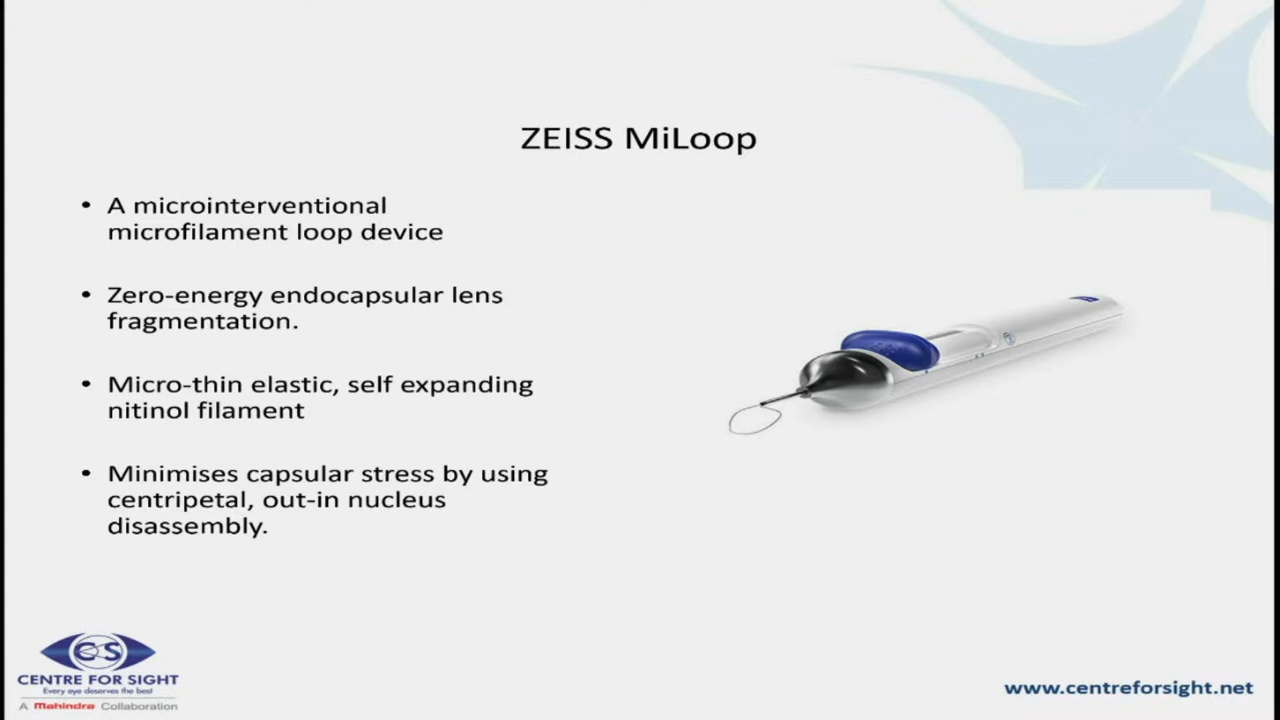 ZEISS MiLoop
• A microinterventional
microfilament loop device
• Zero-energy endocapsular lens
fragmentation.
• Micro-thin elastic, self expanding
nitinol filament
• Minimises capsular stress by using
centripetal, out-in nucleus
disassembly.
CS
CENTRE FOR SIGHT
Every eye deserves the best
A Mahindra Collaboration
www.centreforsight.net